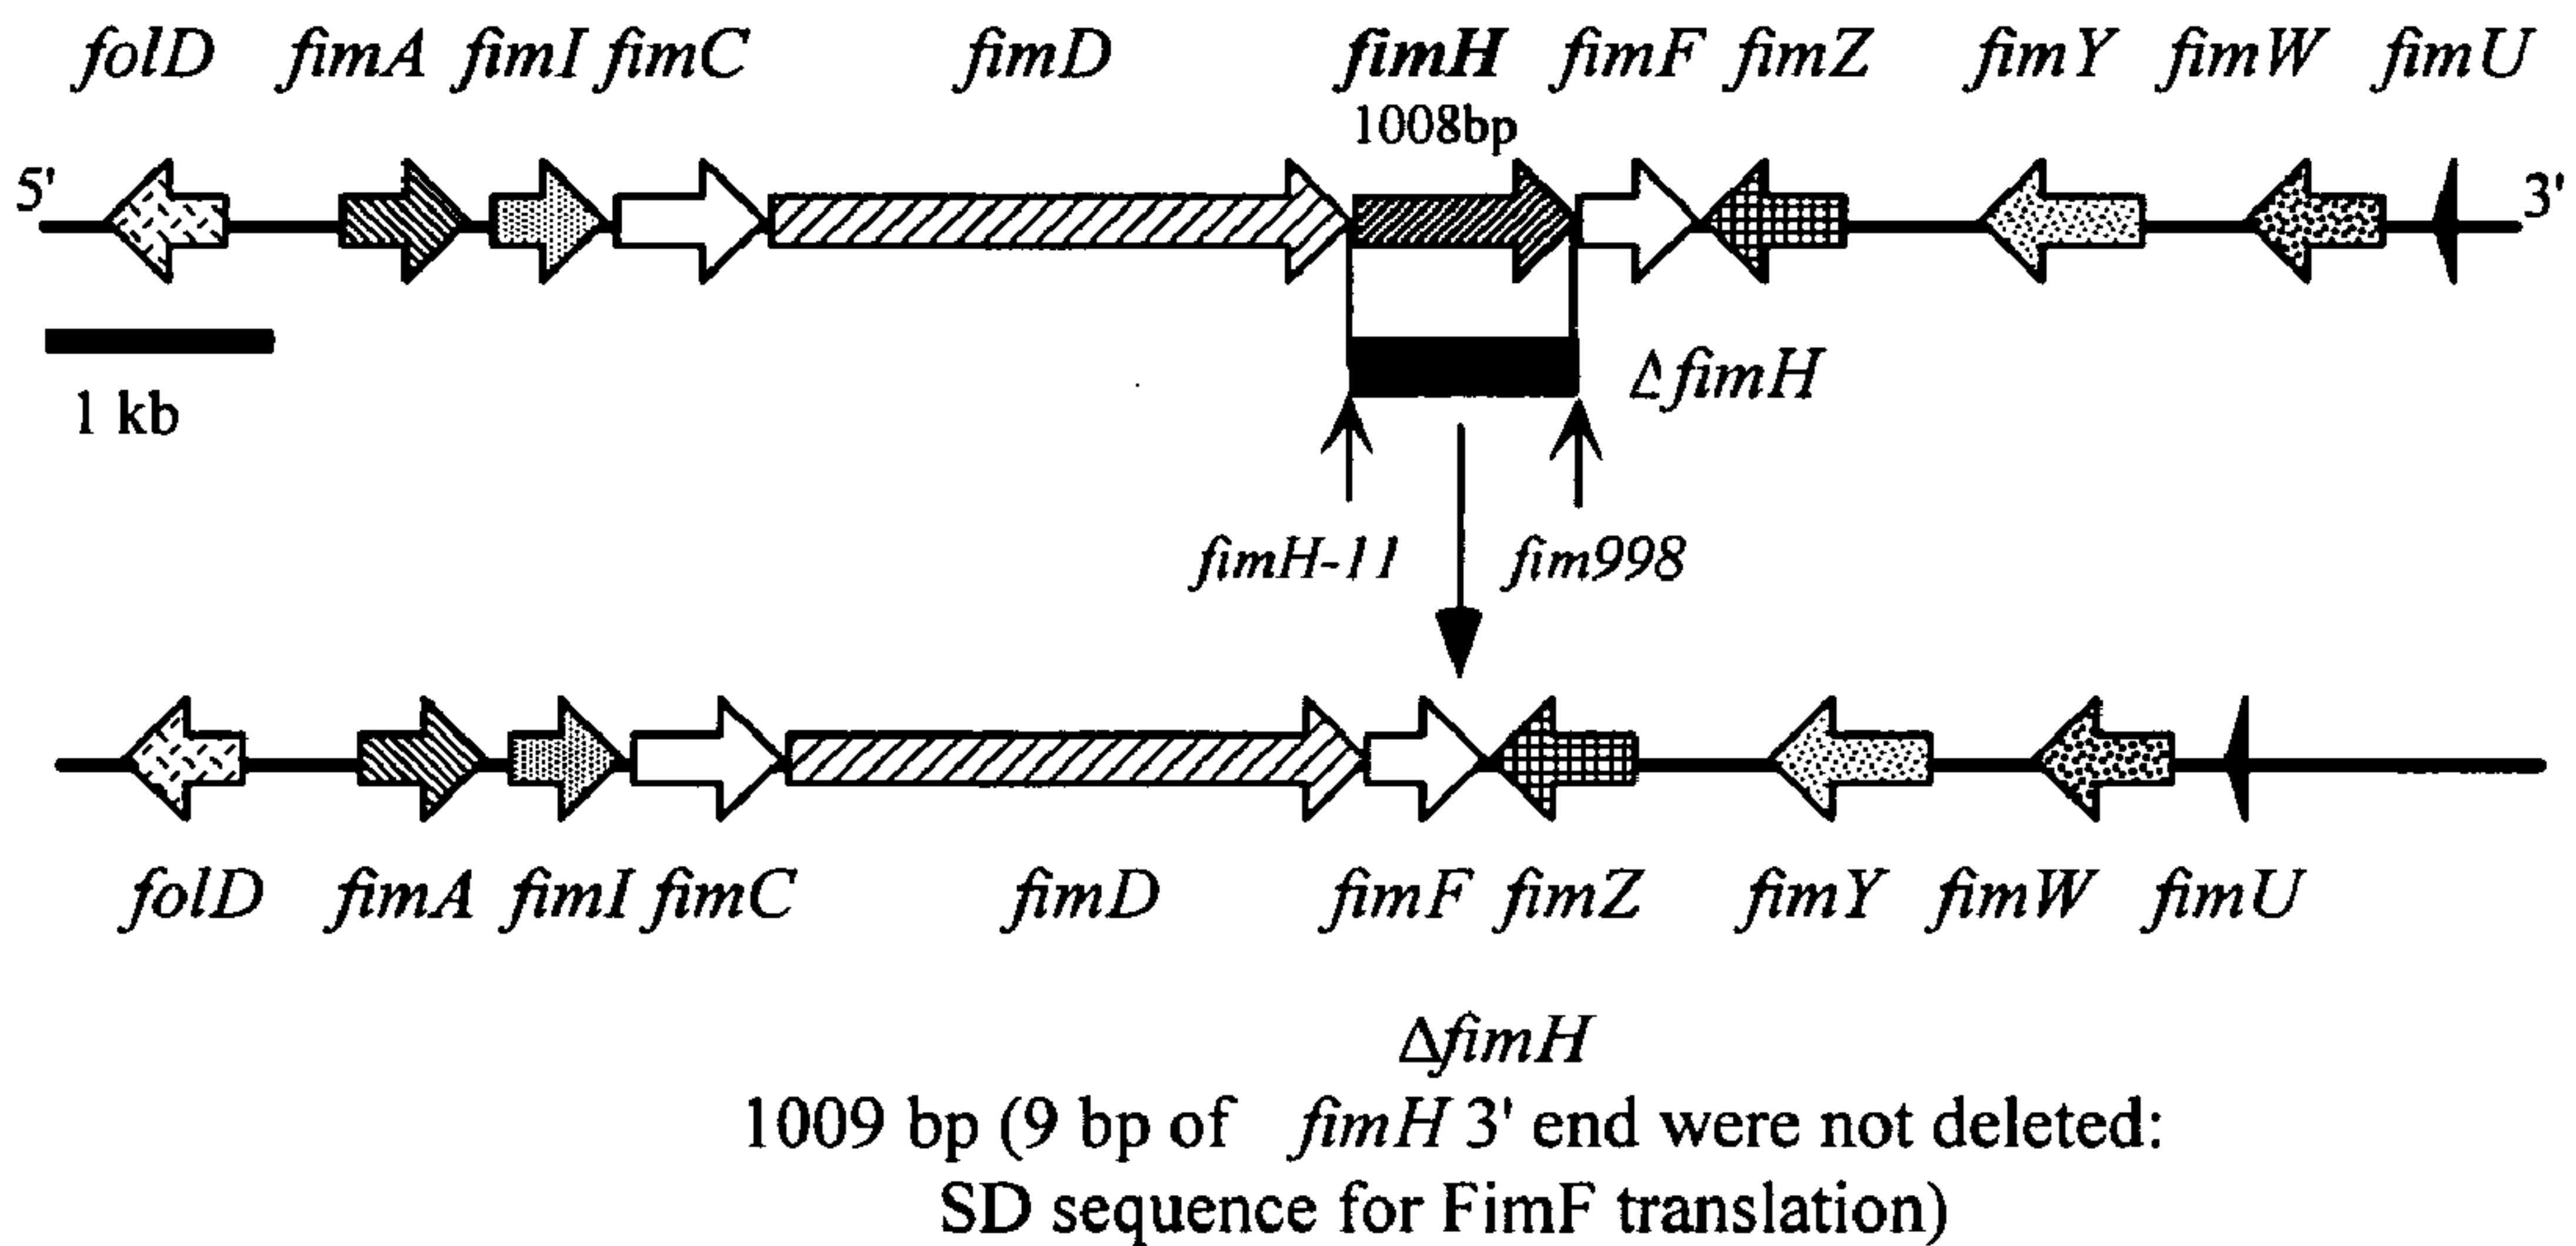 folD fimA fimI fimC fimD fimH fimF fimZ fimY fimW fimU
1008bp
5' 3'
1 kb
ΔfimH
fimH-11 fim998
folD fimA fimI fimC fimD fimF fimZ fimY fimW fimU
ΔfimH
1009 bp (9 bp of fimH 3' end were not deleted:
SD sequence for FimF translation)